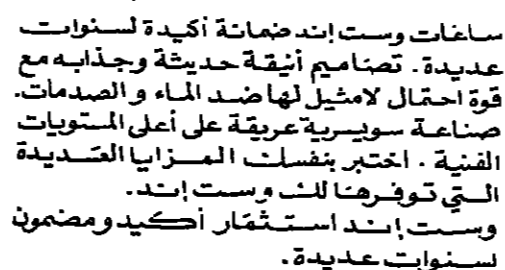 ساعات وست إند ضمانة أكيدة لسنوات
عديدة. تصاميم أنيقة حديثة وجذابه مع
قوة احتمال لامثيل لها ضد الماء والصدمات.
صناعة سويسرية عريقة على أعلى المستويات
الفنية. اختبر بنفسك المزايا العديدة
التي توفرها لك وست إند.
وست إند استثمار أكيد ومضمون
لسنوات عديدة.